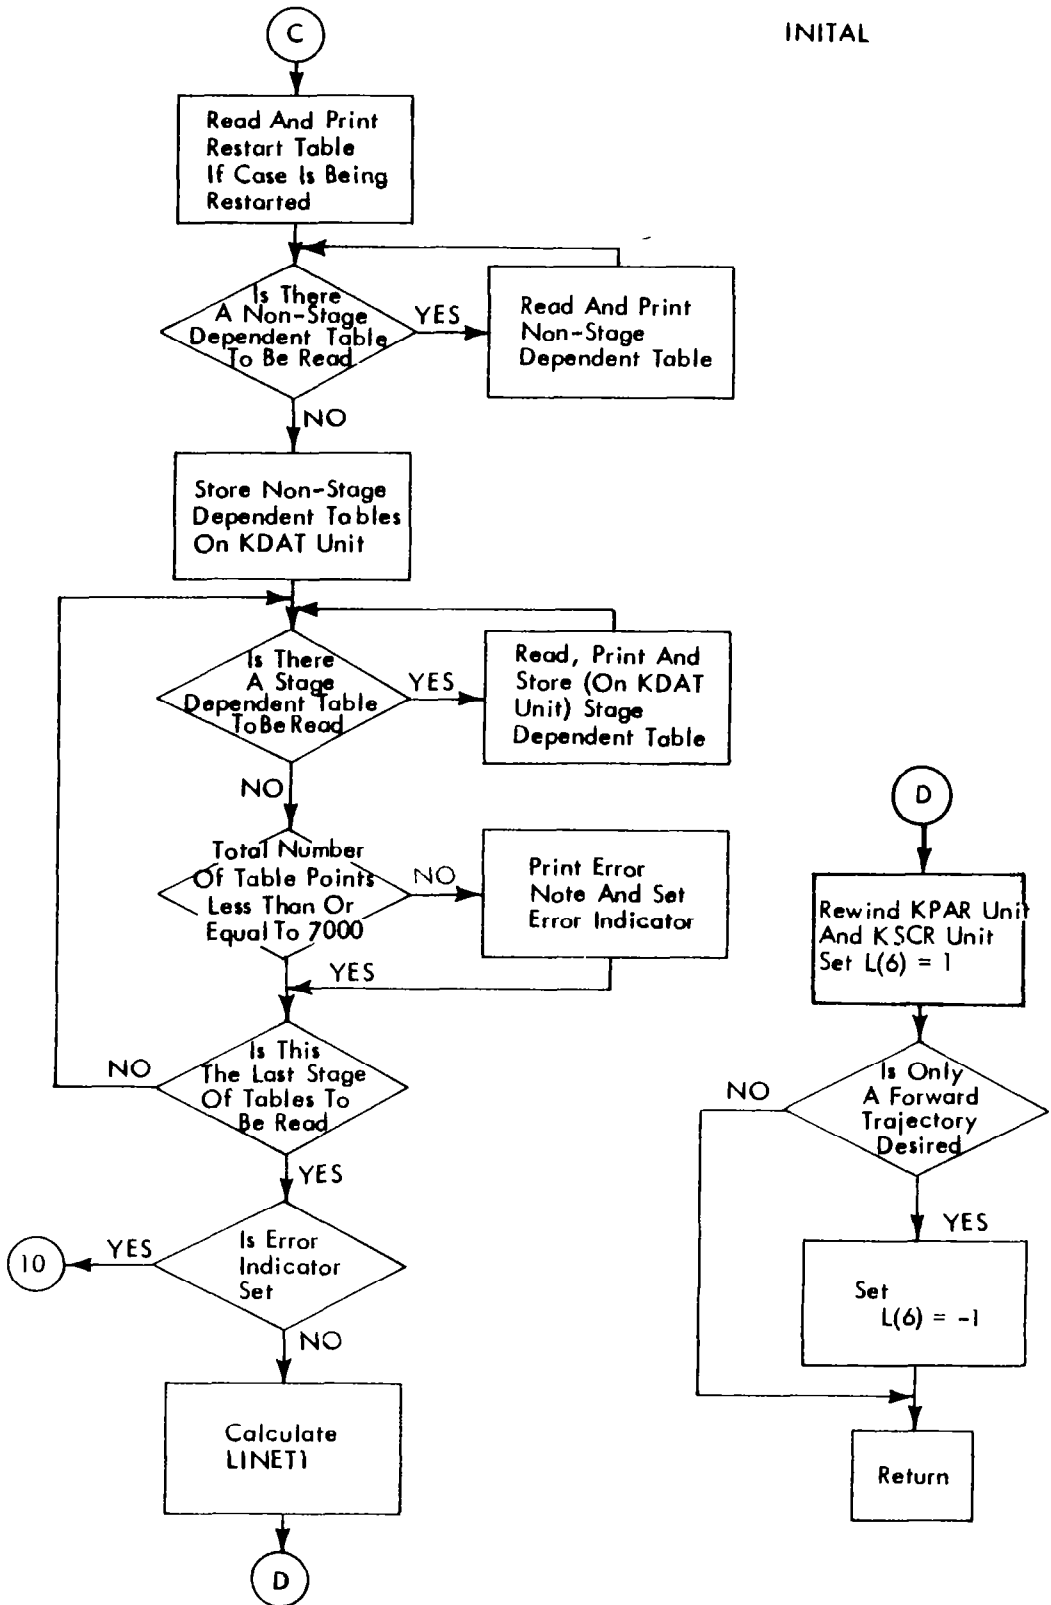 INITAL
C
Read And Print
Restart Table
If Case Is Being
Restarted
Is There
A Non-Stage
Dependent Table
To Be Read
YES
Read And Print
Non-Stage
Dependent Table
NO
Store Non-Stage
Dependent Tables
On KDAT Unit
Is There
A Stage
Dependent Table
To Be Read
YES
Read, Print And
Store (On KDAT
Unit) Stage
Dependent Table
NO
Total Number
Of Table Points
Less Than Or
Equal To 7000
NO
Print Error
Note And Set
Error Indicator
YES
Is This
The Last Stage
Of Tables To
Be Read
NO
YES
Is Error
Indicator
Set
YES
10
NO
Calculate
LINET1
D
D
Rewind KPAR Unit
And KSCR Unit
Set L(6) = 1
Is Only
A Forward
Trajectory
Desired
NO
YES
Set
L(6) = -1
Return